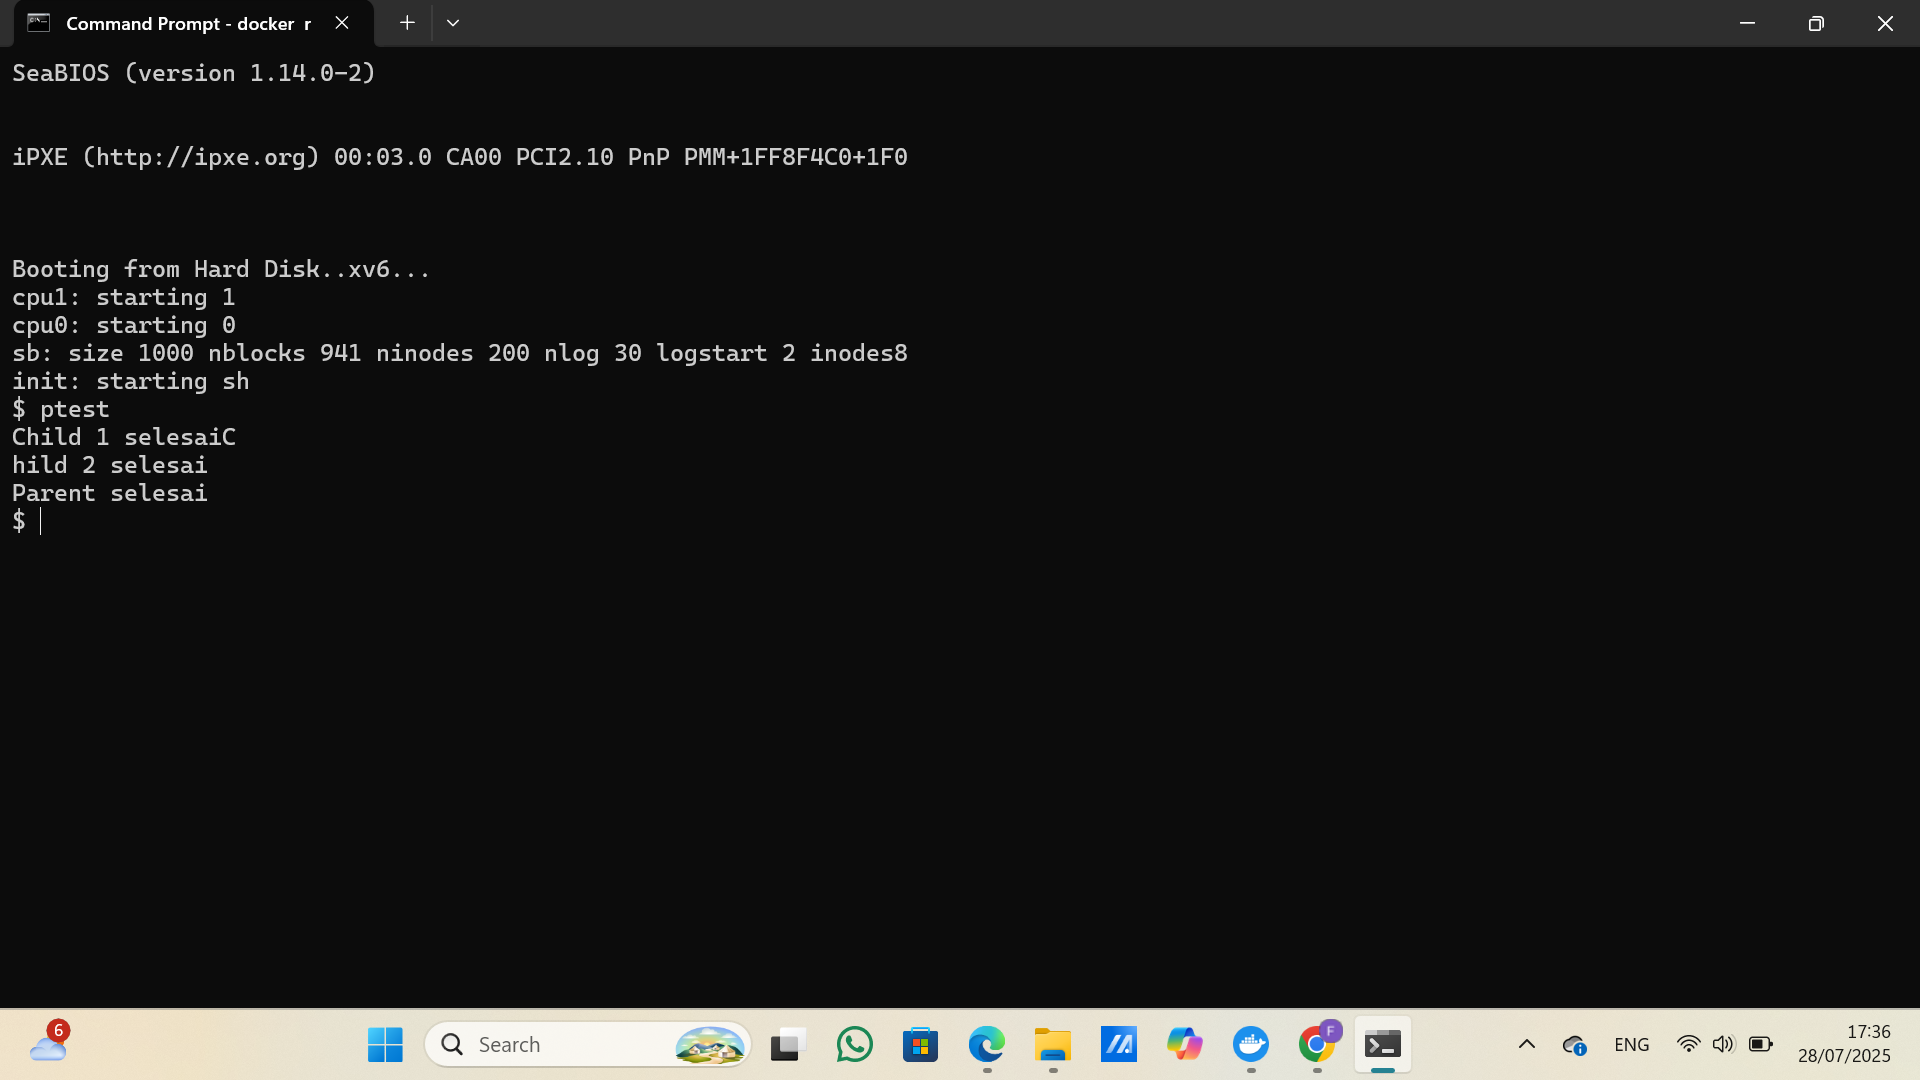 Command Prompt - docker  r
SeaBIOS (version 1.14.0-2)
iPXE (http://ipxe.org) 00:03.0 CA00 PCI2.10 PnP PMM+1FF8F4C0+1F0
Booting from Hard Disk..xv6...
cpu1: starting 1
cpu0: starting 0
sb: size 1000 nblocks 941 ninodes 200 nlog 30 logstart 2 inodes8
init: starting sh
$ ptest
Child 1 selesaiC
hild 2 selesai
Parent selesai
$
6
Search
F
ENG
17:36
28/07/2025